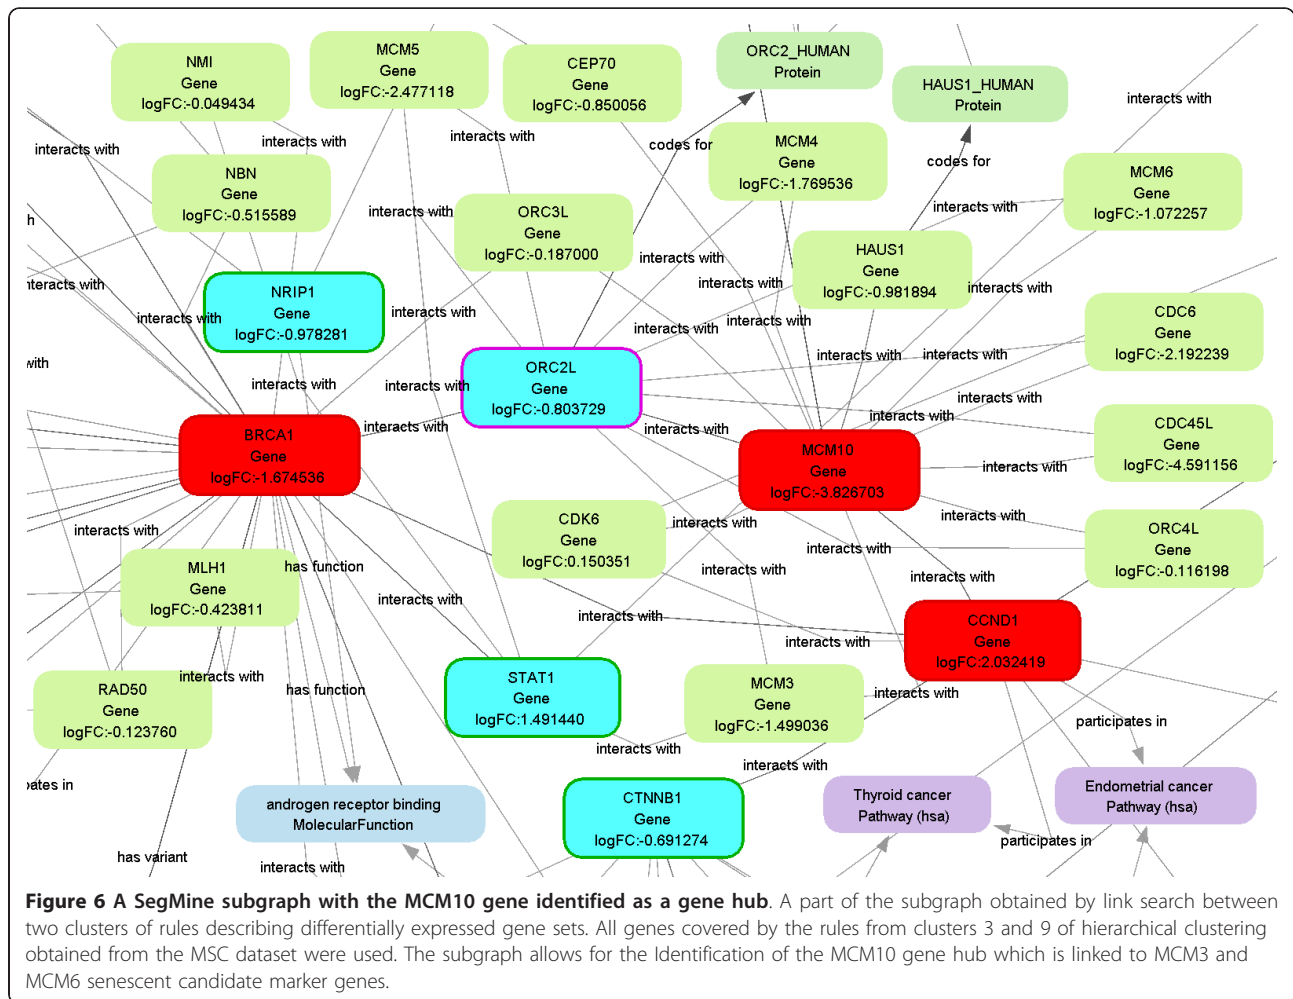 NMI
Gene
logFC:-0.049434
MCM5
Gene
logFC:-2.477118
CEP70
Gene
logFC:-0.850056
ORC2_HUMAN
Protein
HAUS1_HUMAN
Protein
interacts with
interacts with
interacts with
interacts with
codes for
MCM4
Gene
logFC:-1.769536
codes for
NBN
Gene
logFC:-0.515589
MCM6
Gene
logFC:-1.072257
interacts with
ORC3L
Gene
logFC:-0.187000
interacts with
HAUS1
Gene
logFC:-0.981894
interacts with
nteracts with
NRIP1
Gene
logFC:-0.978281
interacts with
interacts with
interacts with
interacts with
interacts with
CDC6
Gene
logFC:-2.192239
with
interacts with
interacts with
ORC2L
Gene
logFC:-0.803729
interacts with
interacts with
interacts with
interacts with
interacts with
interacts with
BRCA1
Gene
logFC:-1.674536
MCM10
Gene
logFC:-3.826703
CDC45L
Gene
logFC:-4.591156
interacts with
interacts with
interacts with
CDK6
Gene
logFC:0.150351
interacts with
interacts with
ORC4L
Gene
logFC:-0.116198
MLH1
Gene
logFC:-0.423811
has function
interacts with
interacts with
interacts with
interacts with
CCND1
Gene
logFC:2.032419
interacts with
interacts with
RAD50
Gene
logFC:-0.123760
has function
STAT1
Gene
logFC:1.491440
MCM3
Gene
logFC:-1.499036
interacts with
participates in
interacts with
interacts with
pates in
androgen receptor binding
MolecularFunction
CTNNB1
Gene
logFC:-0.691274
Thyroid cancer
Pathway (hsa)
Endometrial cancer
Pathway (hsa)
participates in
has variant
interacts with
Figure 6 A SegMine subgraph with the MCM10 gene identified as a gene hub. A part of the subgraph obtained by link search between
two clusters of rules describing differentially expressed gene sets. All genes covered by the rules from clusters 3 and 9 of hierarchical clustering
obtained from the MSC dataset were used. The subgraph allows for the Identification of the MCM10 gene hub which is linked to MCM3 and
MCM6 senescent candidate marker genes.